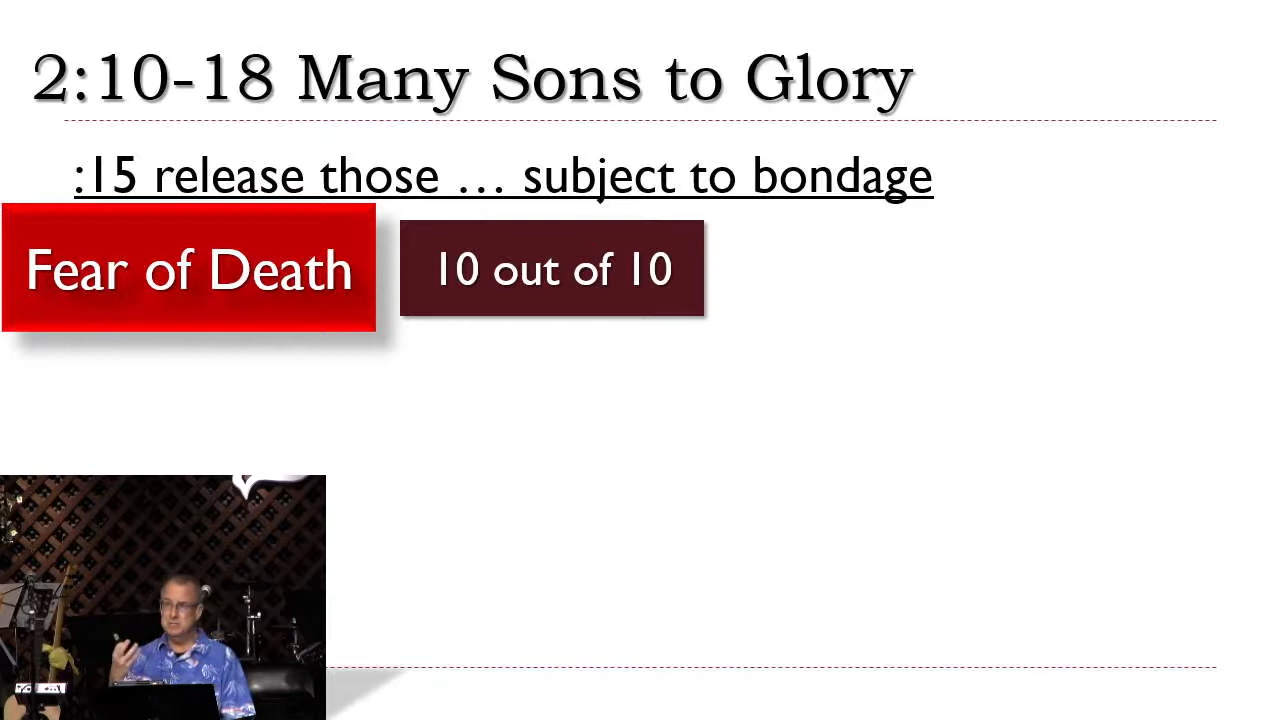 2:10-18 Many Sons to Glory
:15 release those … subject to bondage
Fear of Death
10 out of 10